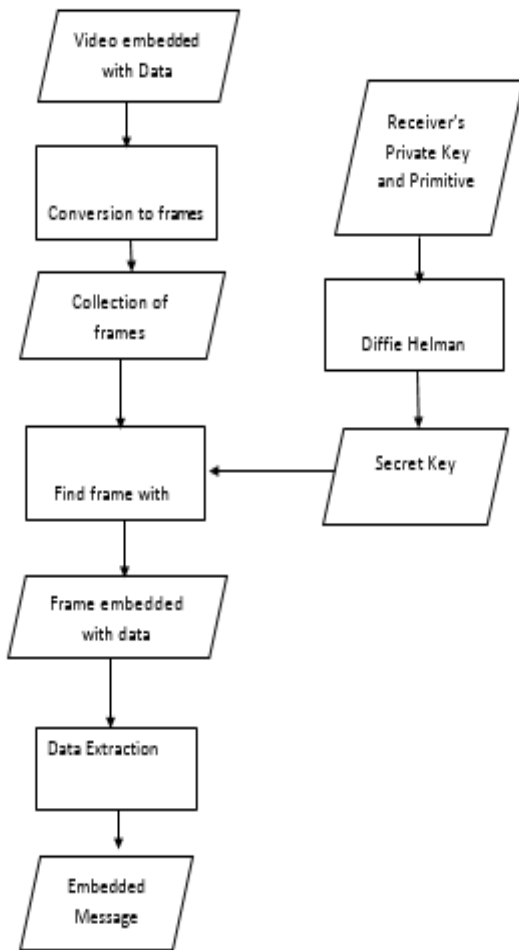 Video embedded
with Data
Conversion to frames
Collection of
frames
Find frame with
Frame embedded
with data
Data Extraction
Embedded
Message
Receiver's
Private Key
and Primitive
Diffie Helman
Secret Key